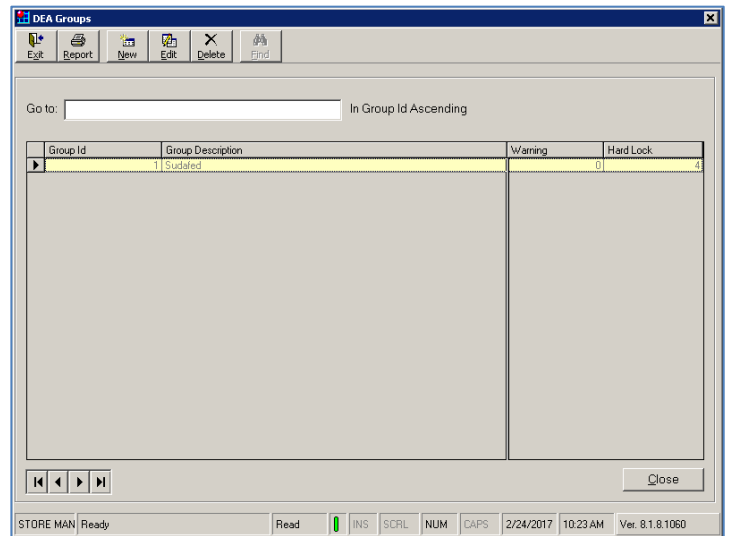 DEA Groups
Exit Report New Edit Delete Find
Go to: In Group Id Ascending
Group Id Group Description Warning Hard Lock
1 Sudafed 0 4
Close
STORE MAN Ready Read INS SCRL NUM CAPS 2/24/2017 10:23 AM Ver. 8.1.8.1060